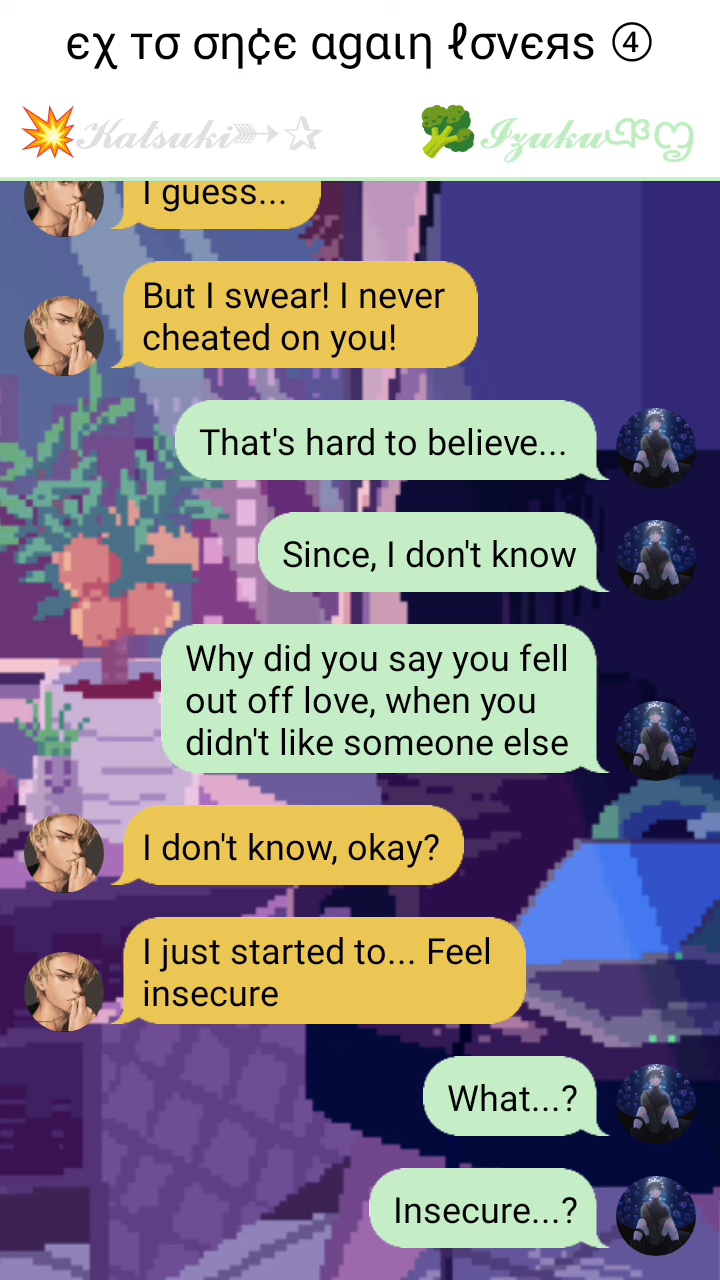 єχ тσ ση¢є αgαιη ℓσνєяѕ ④
💥𝒦𝒶𝓉𝓈𝓊𝓀𝒾➵☆
🥦𝓘𝔃𝓾𝓴𝓾ঔৣ
I guess...
But I swear! I never
cheated on you!
That's hard to believe...
Since, I don't know
Why did you say you fell
out off love, when you
didn't like someone else
I don't know, okay?
I just started to... Feel
insecure
What...?
Insecure...?